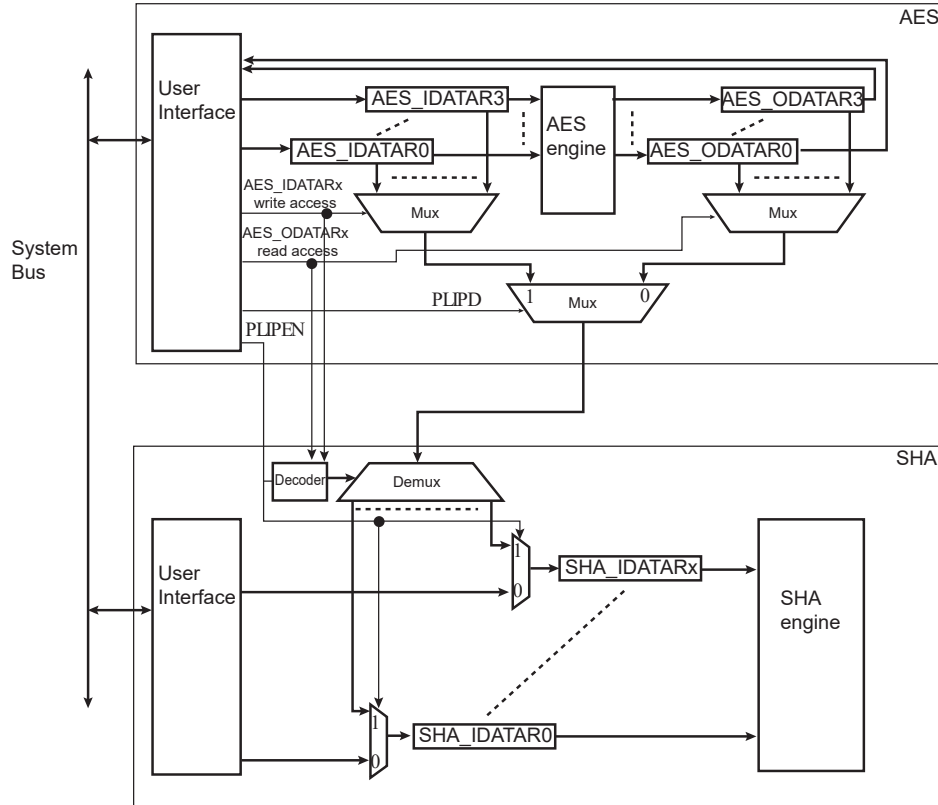 AES
User
Interface
AES_IDATAR3
AES
engine
AES_ODATAR3
AES_IDATAR0
AES_ODATAR0
AES_IDATARx
write access
Mux
Mux
AES_ODATARx
read access
System
Bus
1
Mux
0
PLIPD
PLIPEN
SHA
Decoder
Demux
User
Interface
1
0
SHA_IDATARx
SHA
engine
1
0
SHA_IDATAR0